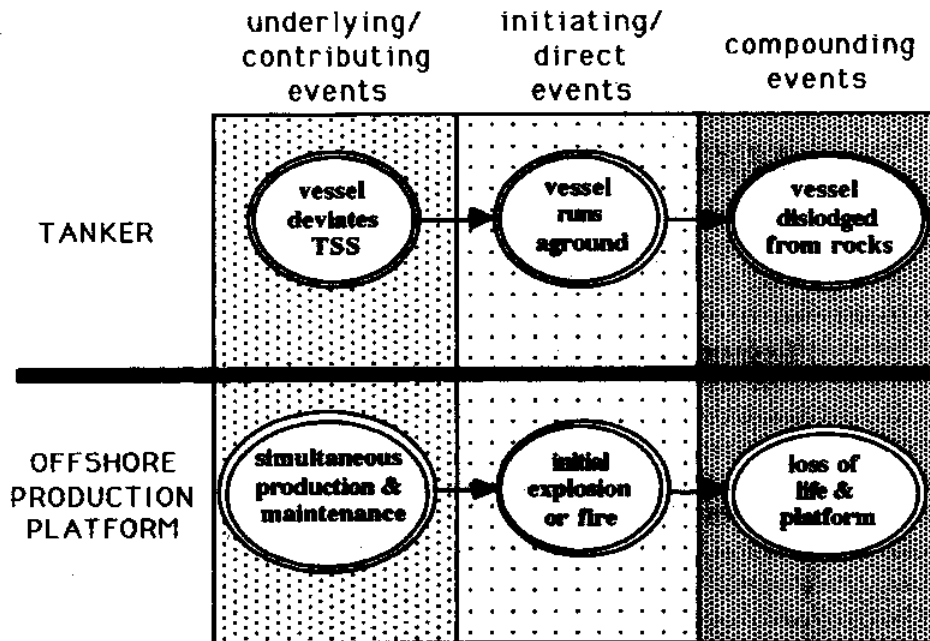 underlying/
contributing
events
initiating/
direct
events
compounding
events
TANKER
vessel
deviates
TSS
vessel
runs
aground
vessel
dislodged
from rocks
OFFSHORE
PRODUCTION
PLATFORM
simultaneous
production &
maintenance
initial
explosion
or fire
loss of
life &
platform